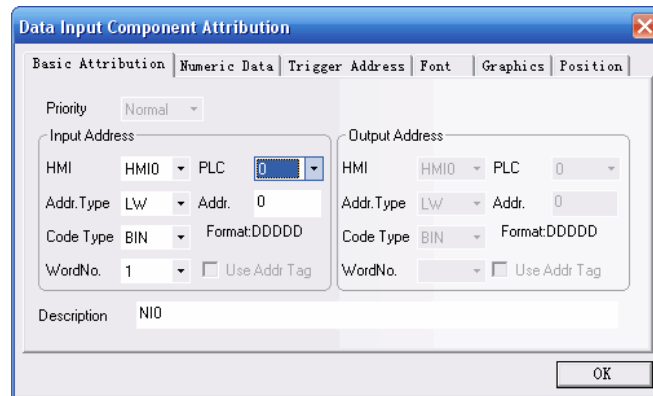 Data Input Component Attribution
Basic Attribution Numeric Data Trigger Address Font Graphics Position
Priority Normal
Input Address Output Address
HMI HMI0 PLC 0 HMI HMI0 PLC 0
Addr.Type LW Addr. 0 Addr.Type LW Addr. 0
Code Type BIN Format:DDDDD Code Type BIN Format:DDDDD
WordNo. 1 Use Addr Tag WordNo. Use Addr Tag
Description NI0
OK